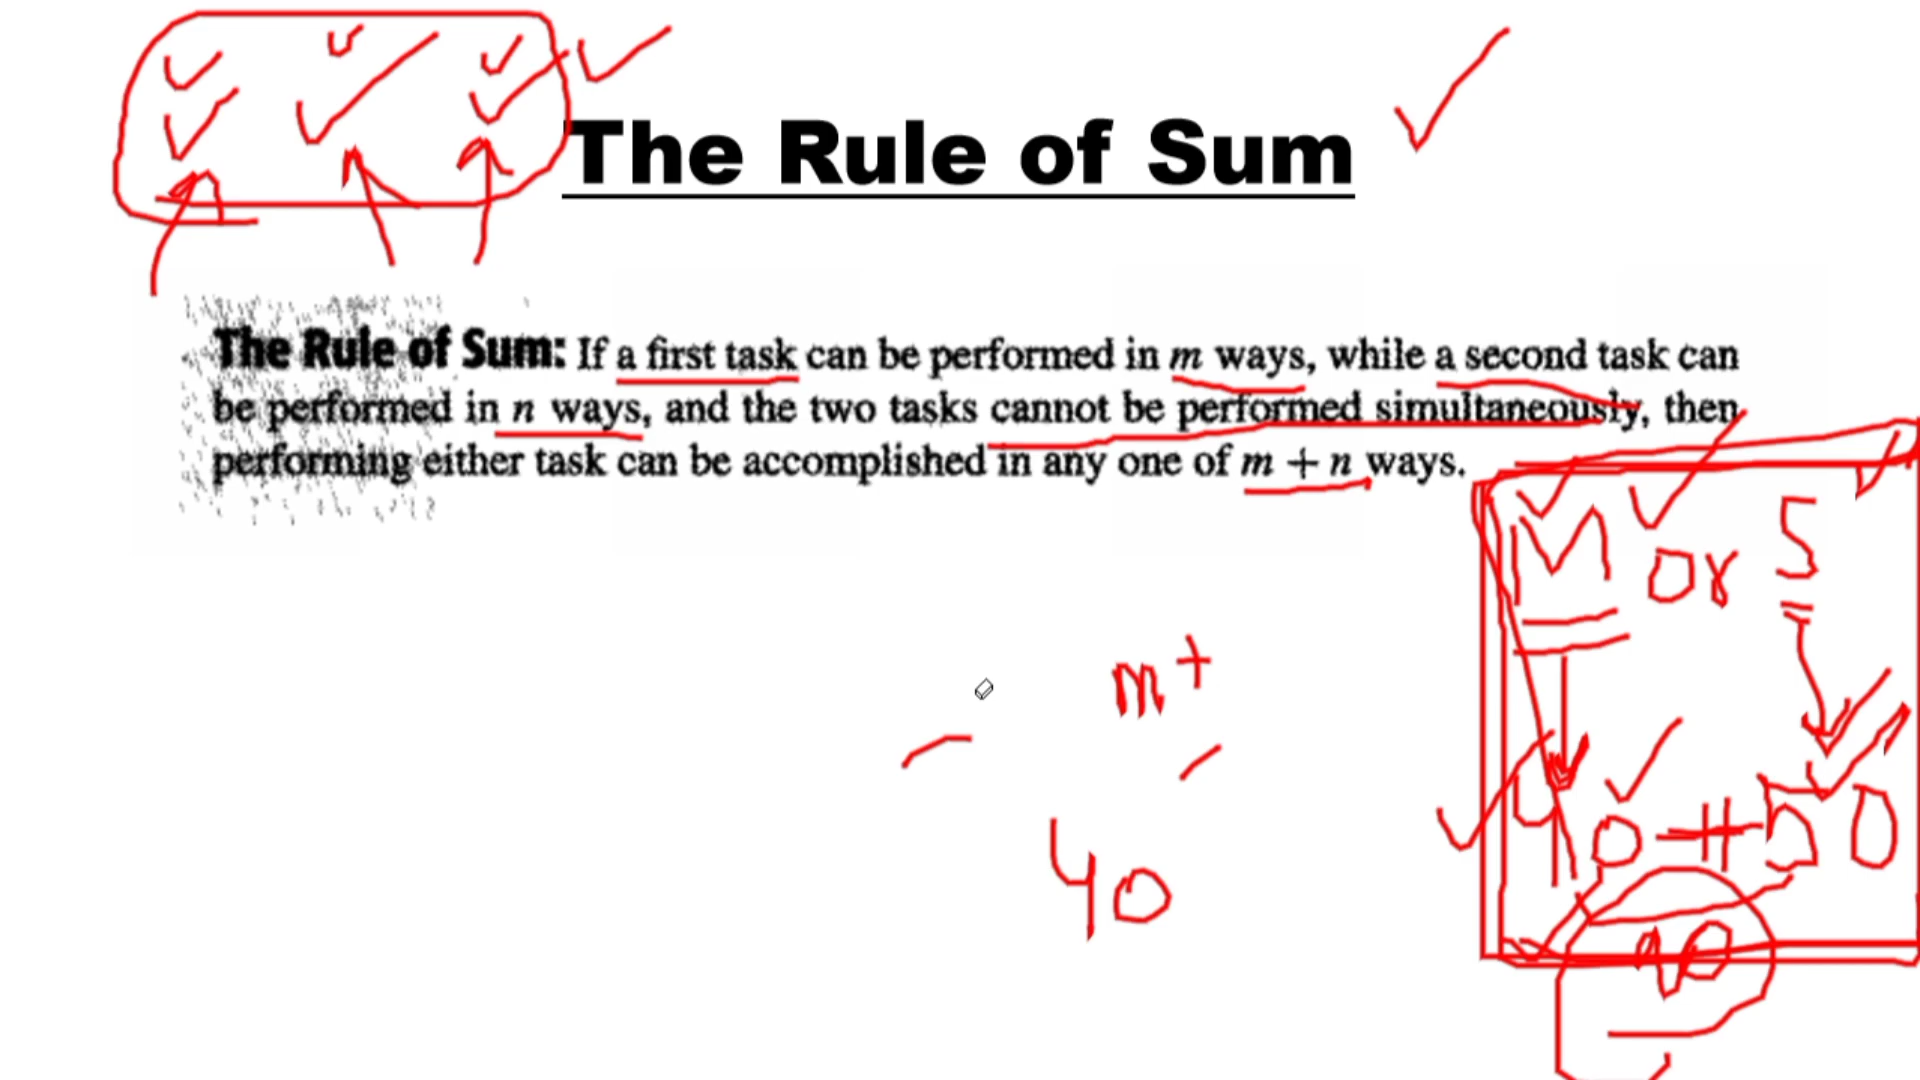 The Rule of Sum
The Rule of Sum: If a first task can be performed in m ways, while a second task can
be performed in n ways, and the two tasks cannot be performed simultaneously, then
performing either task can be accomplished in any one of m + n ways.
M or S
m+
40 + 50
40
90